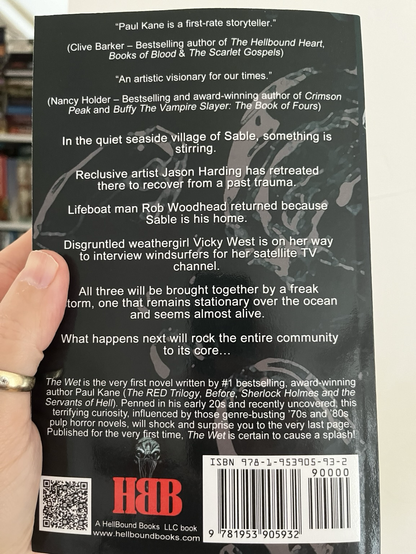 “Paul Kane is a first-rate storyteller.”
(Clive Barker – Bestselling author of The Hellbound Heart,
Books of Blood & The Scarlet Gospels)
“An artistic visionary for our times.”
(Nancy Holder – Bestselling and award-winning author of Crimson
Peak and Buffy The Vampire Slayer: The Book of Fours)
In the quiet seaside village of Sable, something is
stirring.
Reclusive artist Jason Harding has retreated
there to recover from a past trauma.
Lifeboat man Rob Woodhead returned because
Sable is his home.
Disgruntled weathergirl Vicky West is on her way
to interview windsurfers for her satellite TV
channel.
All three will be brought together by a freak
torm, one that remains stationary over the ocean
and seems almost alive.
What happens next will rock the entire community
to its core…
The Wet is the very first novel written by #1 bestselling, award-winning
author Paul Kane (The RED Trilogy, Before, Sherlock Holmes and the
Servants of Hell). Penned in his early 20s and recently uncovered, this
terrifying curiosity, influenced by those genre-busting ’70s and ’80s
pulp horror novels, will shock and surprise you to the very last page.
Published for the very first time, The Wet is certain to cause a splash!
HBB
A HellBound Books LLC book
www.hellboundbooks.com
ISBN 978-1-953905-93-2
90000
9 781953 905932